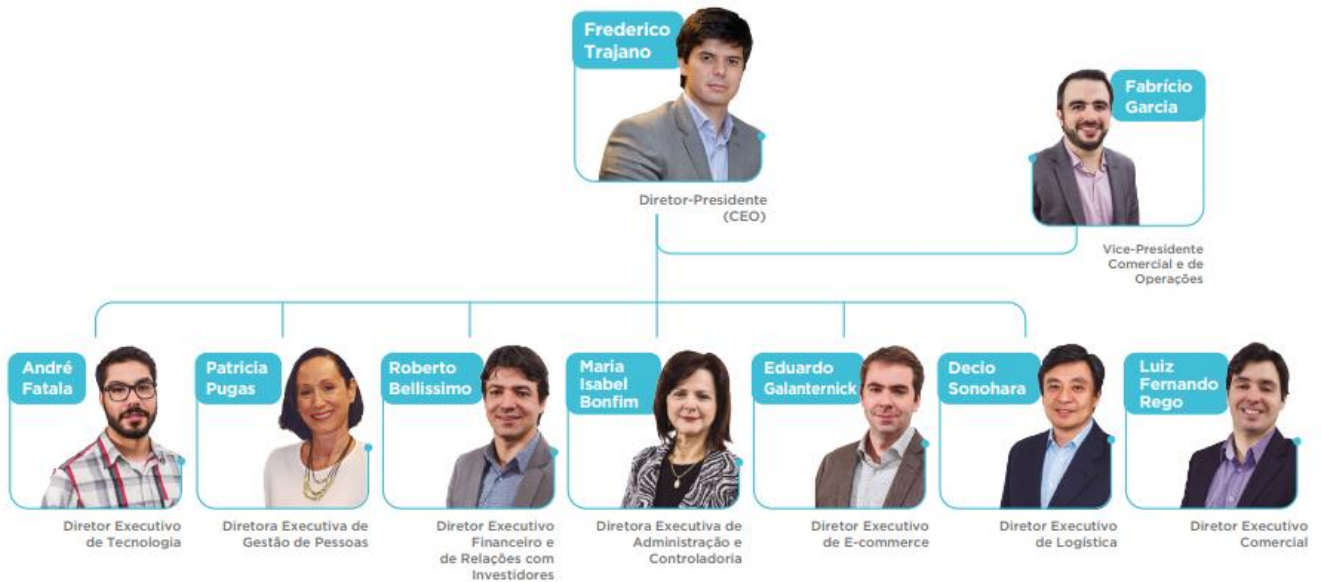 Frederico
Trajano
Diretor-Presidente
(CEO)
Fabrício
Garcia
Vice-Presidente
Comercial e de
Operações
André
Fatala
Diretor Executivo
de Tecnologia
Patricia
Pugas
Diretora Executiva de
Gestão de Pessoas
Roberto
Bellissimo
Diretor Executivo
Financeiro e
de Relações com
Investidores
Maria
Isabel
Bonfim
Diretora Executiva de
Administração e
Controladoria
Eduardo
Galanternick
Diretor Executivo
de E-commerce
Decio
Sonohara
Diretor Executivo
de Logística
Luiz
Fernando
Rego
Diretor Executivo
Comercial